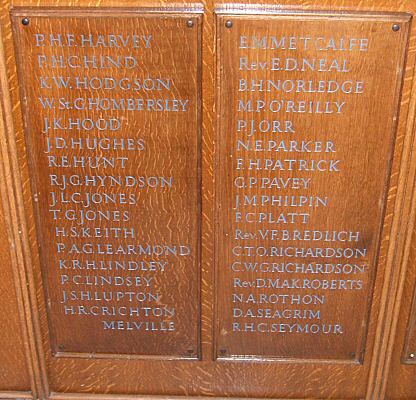 P.H.F. HARVEY
P.H.C. HIND
K.W. HODGSON
W. St. G. HOMBERSLEY
J.K. HOOD
J.D. HUGHES
R.E. HUNT
R.J.G. HYNDSON
J.L.C. JONES
T.G. JONES
H.S. KEITH
P.A.G. LEARMOND
K.R.H. LINDLEY
P.C. LINDSEY
J.S.H. LUPTON
H.R. CRICHTON
MELVILLE
E.M. METCALFE
Rev. E.D. NEAL
B.H. NORLEDGE
M.P. O'REILLY
P.J. ORR
N.E. PARKER
F.H. PATRICK
G.P. PAVEY
J.M. PHILPIN
F.C. PLATT
Rev. V.F.B. REDLICH
C.T.O. RICHARDSON
C.W.G. RICHARDSON
Rev. D.M.A.K. ROBERTS
N.A. ROTHON
D.A. SEAGRIM
R.H.C. SEYMOUR